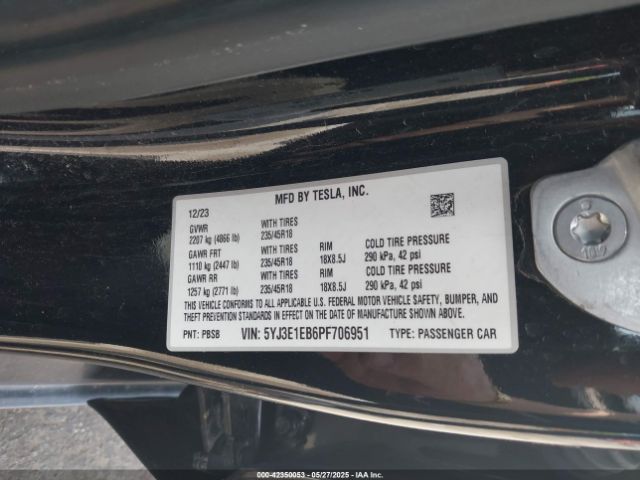 MFD BY TESLA, INC.
12/23
GVWR WITH TIRES
2207 kg (4866 lb) 235/45R18
GAWR FRT WITH TIRES RIM COLD TIRE PRESSURE
1110 kg (2447 lb) 235/45R18 18X8.5J 290 kPa, 42 psi
GAWR RR WITH TIRES RIM COLD TIRE PRESSURE
1257 kg (2771 lb) 235/45R18 18X8.5J 290 kPa, 42 psi
THIS VEHICLE CONFORMS TO ALL APPLICABLE U.S. FEDERAL MOTOR VEHICLE SAFETY, BUMPER, AND
THEFT PREVENTION STANDARDS IN EFFECT ON THE DATE OF MANUFACTURE SHOWN ABOVE.
PNT: PBSB VIN: 5YJ3E1EB6PF706951 TYPE: PASSENGER CAR
000-42350053 - 05/27/2025 - IAA Inc.